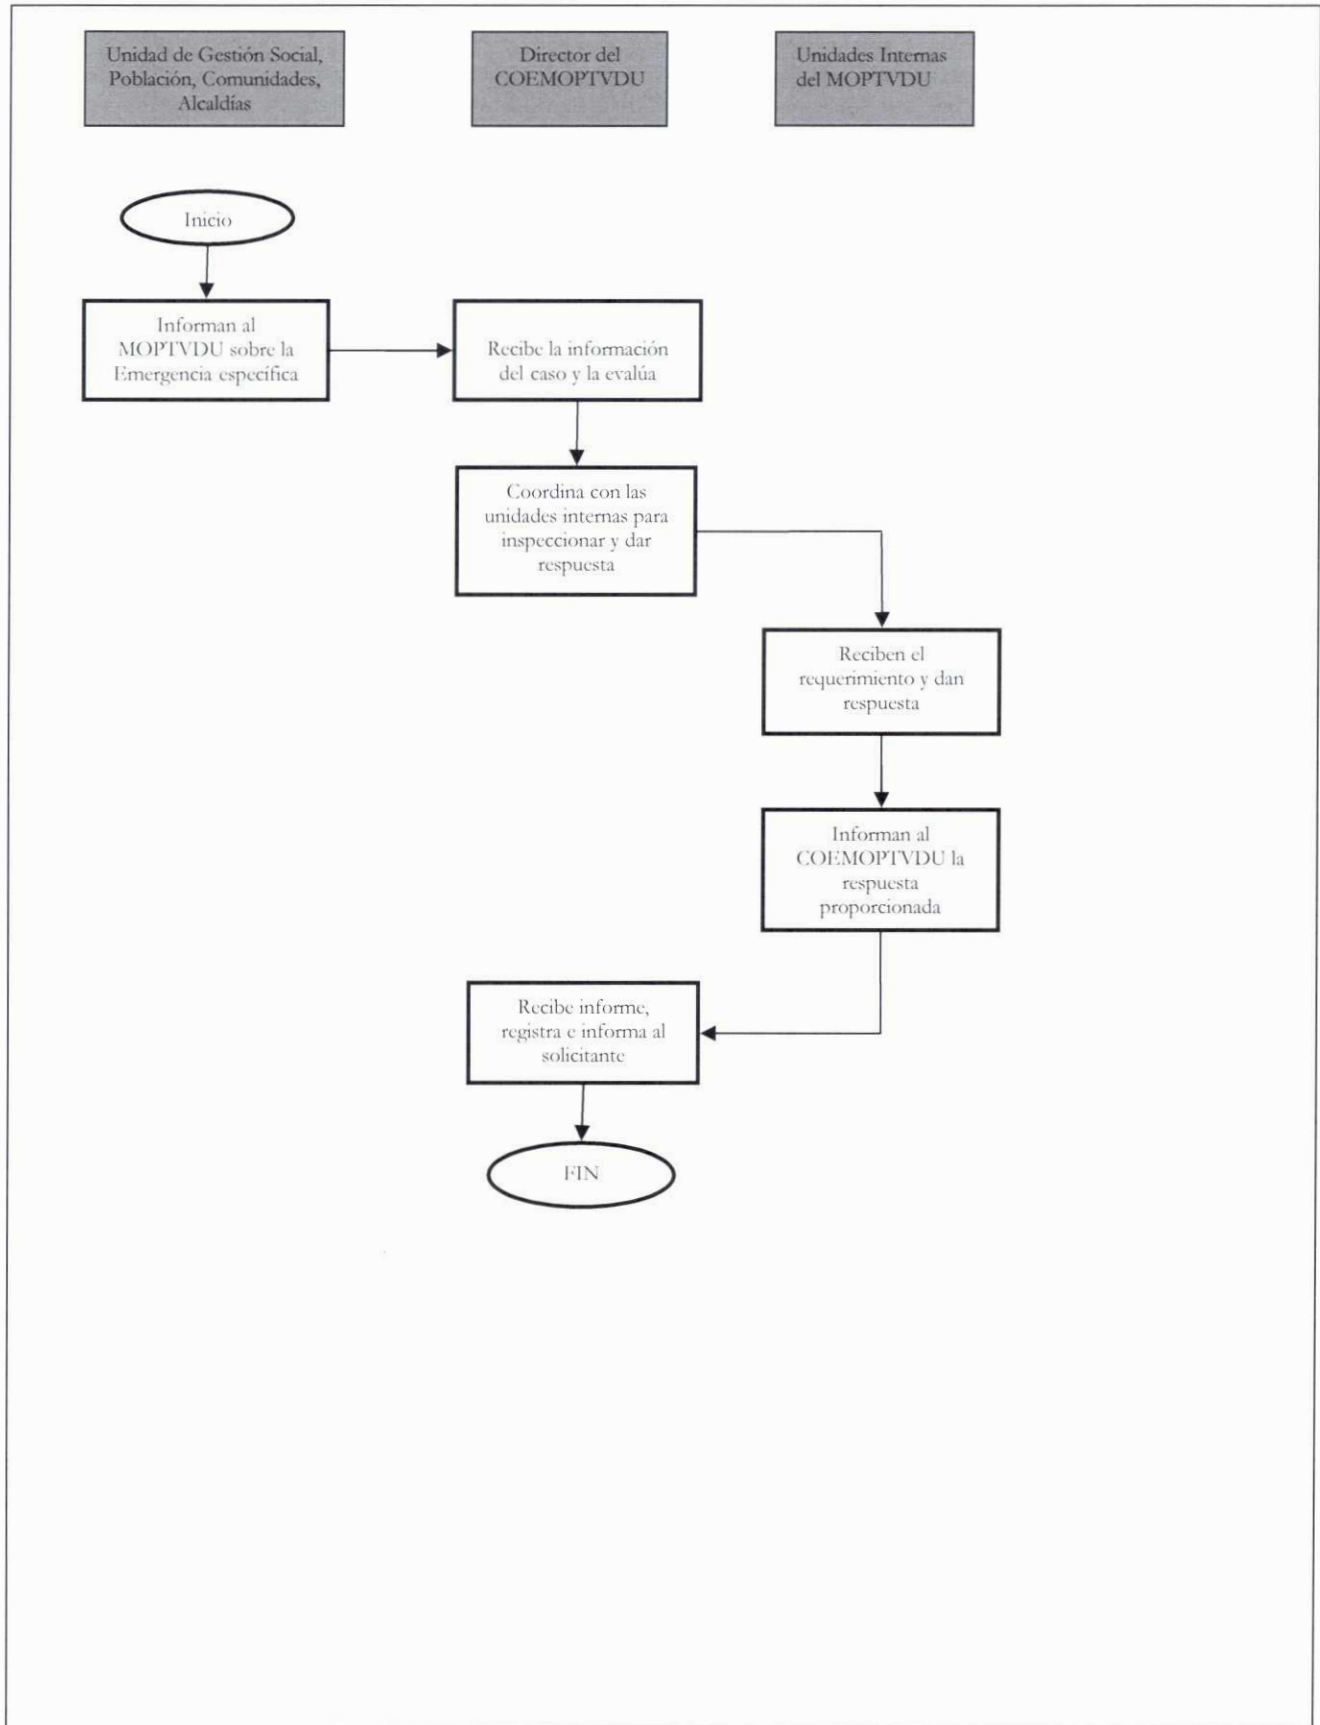 Unidad de Gestión Social,
Población, Comunidades,
Alcaldías
Director del
COEMOPTVDU
Unidades Internas
del MOPTVDU
Inicio
Informan al
MOPTVDU sobre la
Emergencia específica
Recibe la información
del caso y la evalúa
Coordina con las
unidades internas para
inspeccionar y dar
respuesta
Reciben el
requerimiento y dan
respuesta
Informan al
COEMOPTVDU la
respuesta
proporcionada
Recibe informe,
registra e informa al
solicitante
FIN